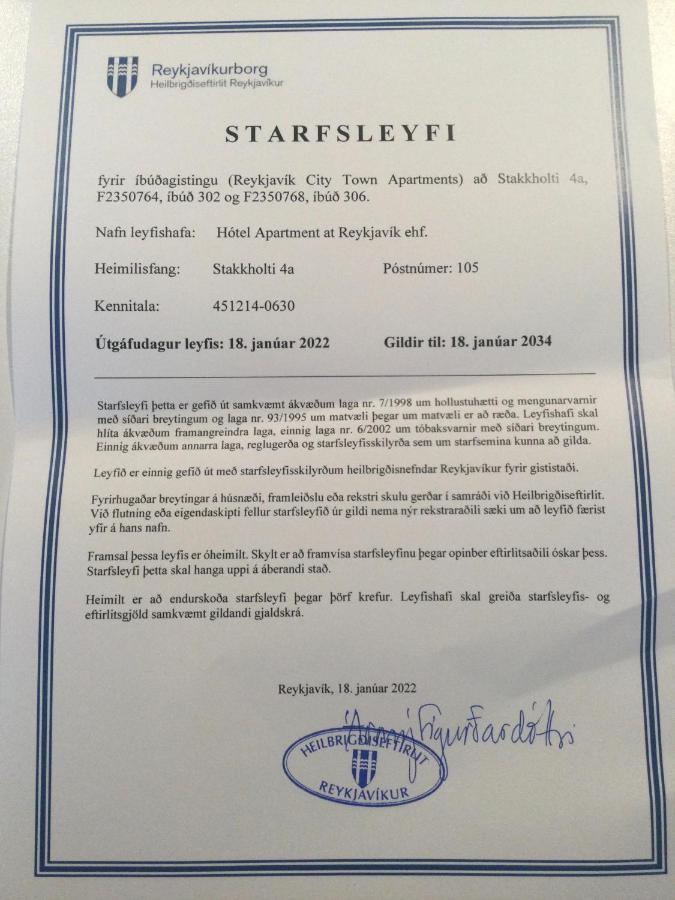 Reykjavíkurborg
Heilbrigðiseftirlit Reykjavíkur
STARFSLEYFI
fyrir íbúðagistingu (Reykjavík City Town Apartments) að Stakkholti 4a,
F2350764, íbúð 302 og F2350768, íbúð 306.
Nafn leyfishafa: Hótel Apartment at Reykjavík ehf.
Heimilisfang: Stakkholti 4a Póstnúmer: 105
Kennitala: 451214-0630
Útgáfudagur leyfis: 18. janúar 2022 Gildir til: 18. janúar 2034
Starfsleyfi þetta er gefið út samkvæmt ákvæðum laga nr. 7/1998 um hollustuhætti og mengunarvarnir
með síðari breytingum og laga nr. 93/1995 um matvæli þegar um matvæli er að ræða. Leyfishafi skal
hlíta ákvæðum framangreindra laga, einnig laga nr. 6/2002 um tóbaksvarnir með síðari breytingum.
Einnig ákvæðum annarra laga, reglugerða og starfsleyfisskilyrða sem um starfsemina kunna að gilda.
Leyfið er einnig gefið út með starfsleyfisskilyrðum heilbrigðisnefndar Reykjavíkur fyrir gististaði.
Fyrirhugaðar breytingar á húsnæði, framleiðslu eða rekstri skulu gerðar í samráði við Heilbrigðiseftirlit.
Við flutning eða eigendaskipti fellur starfsleyfið úr gildi nema nýr rekstraraðili sæki um að leyfið færist
yfir á hans nafn.
Framsal þessa leyfis er óheimilt. Skylt er að framvísa starfsleyfinu þegar opinber eftirlitsaðili óskar þess.
Starfsleyfi þetta skal hanga uppi á áberandi stað.
Heimilt er að endurskoða starfsleyfi þegar þörf krefur. Leyfishafi skal greiða starfsleyfis- og
eftirlitsgjöld samkvæmt gildandi gjaldskrá.
Reykjavík, 18. janúar 2022
Sigurðardóttir
HEILBRIGÐISEFTIRLIT
REYKJAVÍKUR